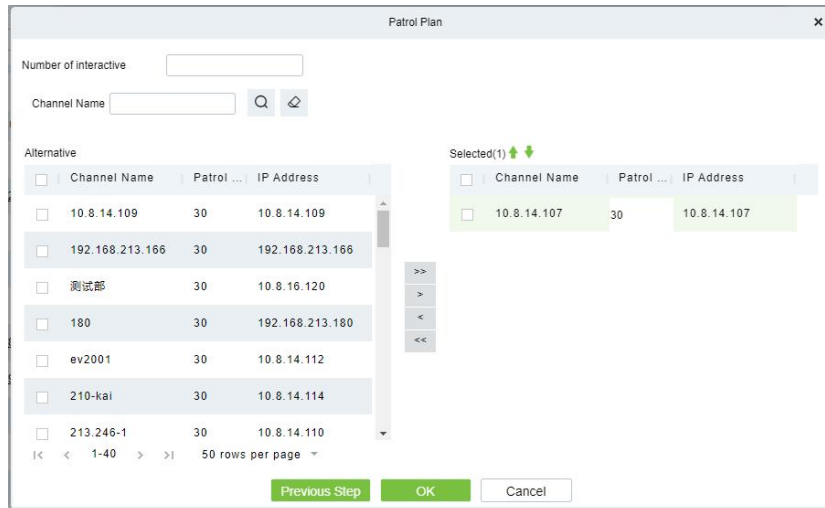 Patrol Plan
Number of interactive
Channel Name
Alternative
Channel Name Patrol ... IP Address
10.8.14.109 30 10.8.14.109
192.168.213.166 30 192.168.213.166
测试部 30 10.8.16.120
180 30 192.168.213.180
ev2001 30 10.8.14.112
210-kai 30 10.8.14.114
213.246-1 30 10.8.14.110
1-40 50 rows per page
>>
>
<
<<
Selected(1)
Channel Name Patrol ... IP Address
10.8.14.107 30 10.8.14.107
Previous Step OK Cancel